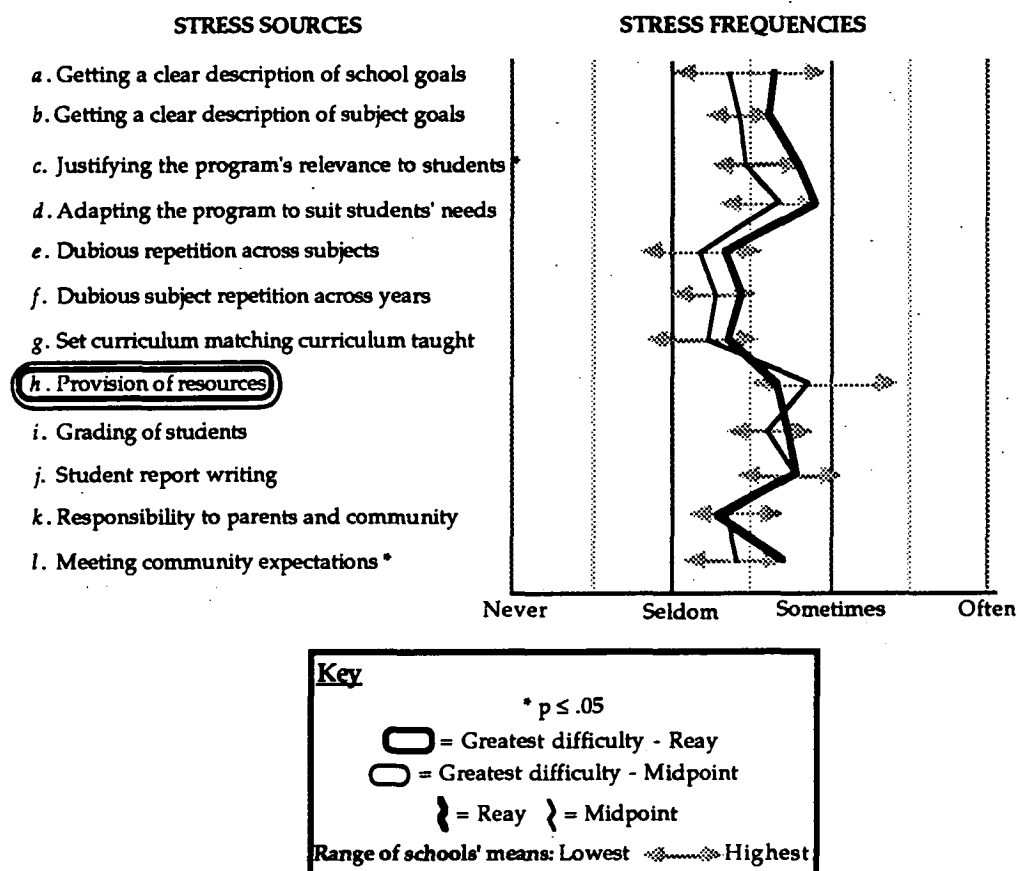 STRESS SOURCES STRESS FREQUENCIES
a. Getting a clear description of school goals
b. Getting a clear description of subject goals
c. Justifying the program's relevance to students *
d. Adapting the program to suit students' needs
e. Dubious repetition across subjects
f. Dubious subject repetition across years
g. Set curriculum matching curriculum taught
h. Provision of resources
i. Grading of students
j. Student report writing
k. Responsibility to parents and community
l. Meeting community expectations *
Never Seldom Sometimes Often
Key
* p ≤ .05
= Greatest difficulty - Reay
= Greatest difficulty - Midpoint
= Reay = Midpoint
Range of schools' means: Lowest Highest